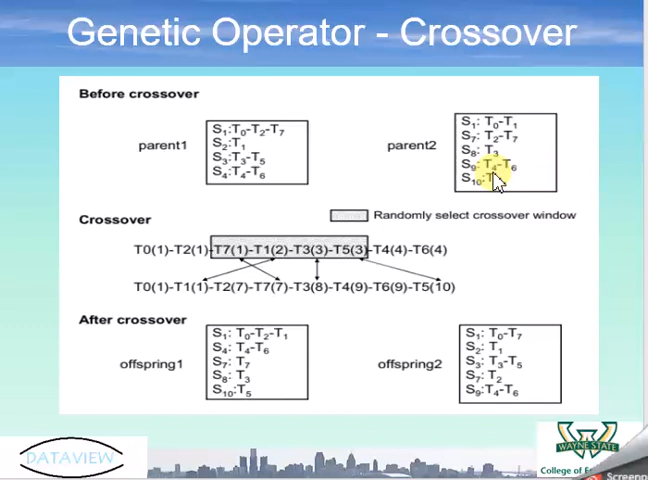 Genetic Operator - Crossover
Before crossover
parent1
S1:T0-T2-T7
S2:T1
S3:T3-T5
S4:T4-T6
parent2
S1: T0-T1
S7: T2-T7
S8: T3
S9: T4-T6
S10:T
Crossover
Randomly select crossover window
T0(1)-T2(1)-T7(1)-T1(2)-T3(3)-T5(3)-T4(4)-T6(4)
T0(1)-T1(1)-T2(7)-T7(7)-T3(8)-T4(9)-T6(9)-T5(10)
After crossover
offspring1
S1: T0-T2-T1
S4: T4-T6
S7: T7
S8: T3
S10:T5
offspring2
S1: T0-T7
S2: T1
S3: T3-T5
S7: T2
S9:T4-T6
DATAVIEW
WAYNE STATE
College of E
Screenp